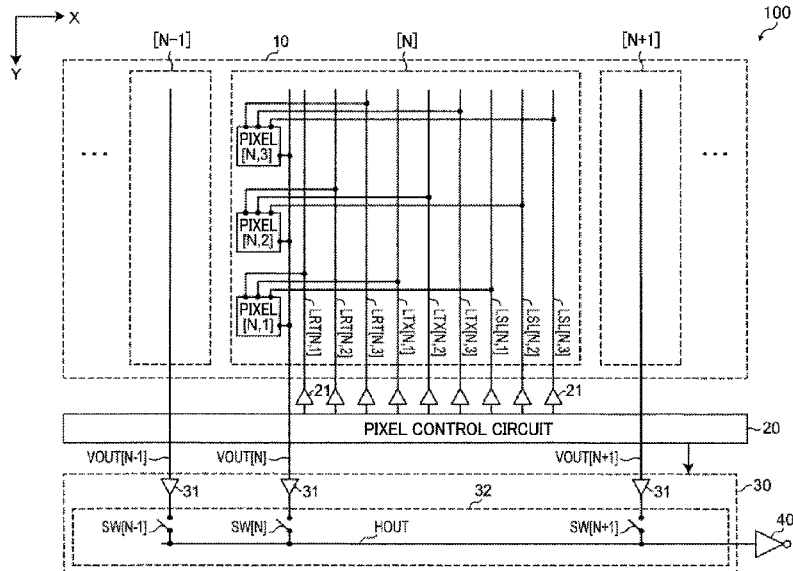 X
Y
100
[N-1]
10
[N]
[N+1]
...
...
PIXEL
[N,3]
PIXEL
[N,2]
PIXEL
[N,1]
LRT[N,1]
LRT[N,2]
LRT[N,3]
LTX[N,1]
LTX[N,2]
LTX[N,3]
LSL[N,1]
LSL[N,2]
LSL[N,3]
21
21
PIXEL CONTROL CIRCUIT
20
VOUT[N-1]
VOUT[N]
VOUT[N+1]
31
31
31
30
32
40
SW[N-1]
SW[N]
HOUT
SW[N+1]